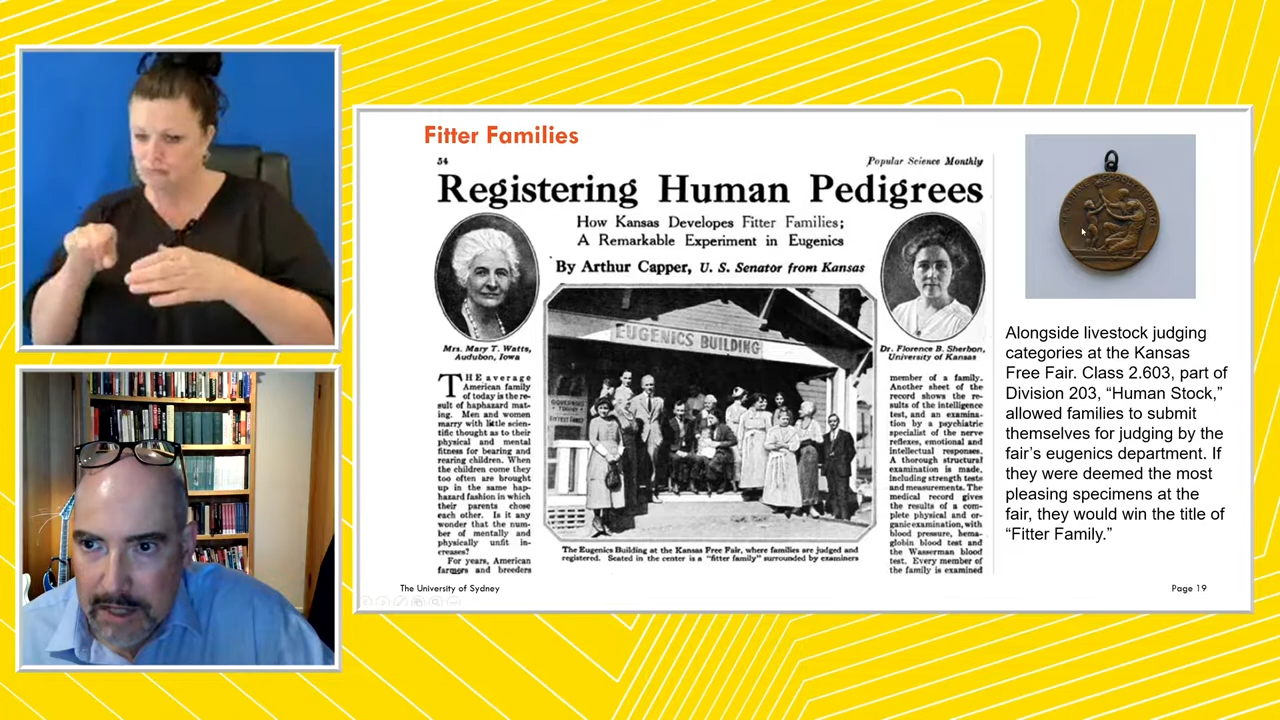 Fitter Families
54
Popular Science Monthly
Registering Human Pedigrees
How Kansas Developes Fitter Families;
A Remarkable Experiment in Eugenics
By Arthur Capper, U. S. Senator from Kansas
Mrs. Mary T. Watts,
Audubon, Iowa
EUGENICS BUILDING
Dr. Florence B. Sherbon,
University of Kansas
THE average
American family
of today is the re-
sult of haphazard mat-
ing. Men and women
marry with little scien-
tific thought as to their
physical and mental
fitness for bearing and
rearing children. When
the children come they
too often are brought
up in the same hap-
hazard fashion in which
their parents chose
each other. Is it any
wonder that the num-
ber of mentally and
physically unfit in-
creases?
For years, American
farmers and breeders
The Eugenics Building at the Kansas Free Fair, where families are judged and
registered. Seated in the center is a "fitter family" surrounded by examiners
member of a family.
Another sheet of the
record shows the re-
sults of the intelligence
test, and an examina-
tion by a psychiatric
specialist of the nerve
reflexes, emotional and
intellectual responses.
A thorough structural
examination is made,
including strength tests
and measurements. The
medical record gives
the results of a com-
plete physical and or-
ganic examination, with
blood pressure, hema-
globin blood test and
the Wasserman blood
test. Every member of
the family is examined
Alongside livestock judging
categories at the Kansas
Free Fair. Class 2.603, part of
Division 203, “Human Stock,”
allowed families to submit
themselves for judging by the
fair’s eugenics department. If
they were deemed the most
pleasing specimens at the
fair, they would win the title of
“Fitter Family.”
The University of Sydney
Page 19